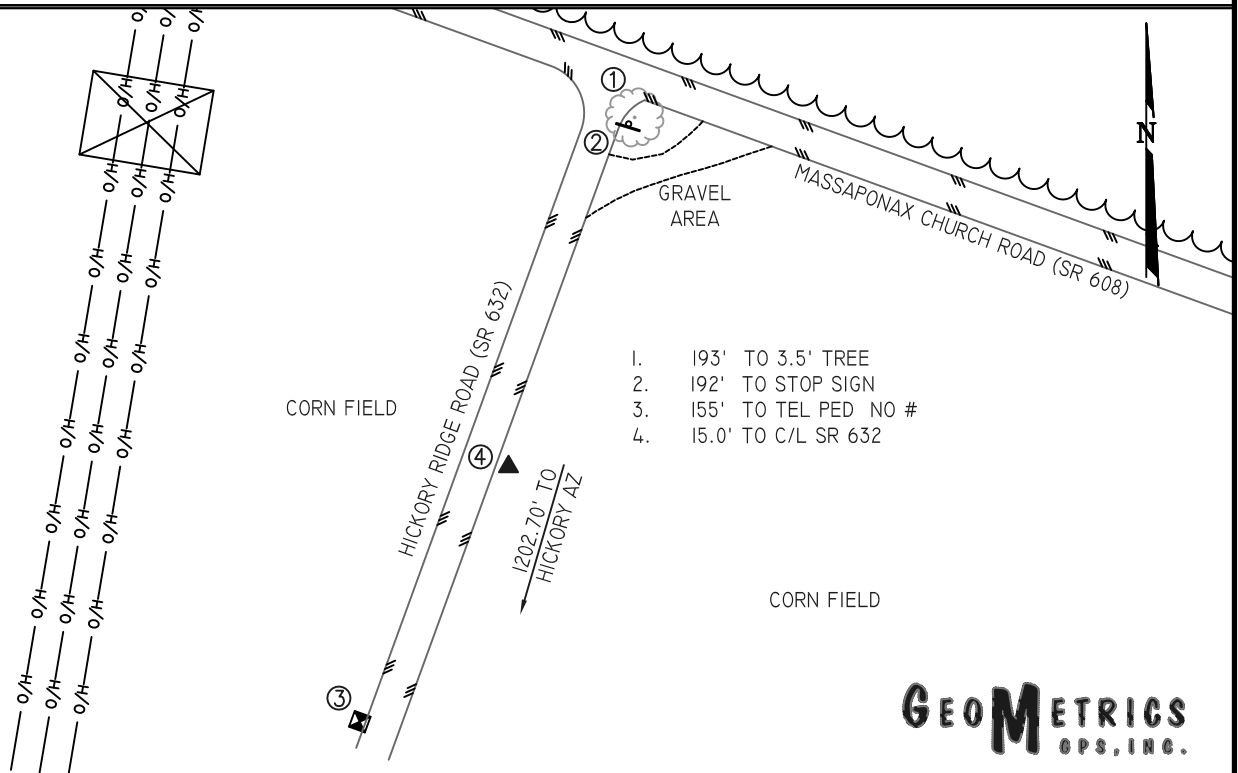 O/H O/H O/H
O/H O/H O/H
O/H O/H O/H
O/H O/H O/H
O/H O/H O/H
O/H O/H O/H
O/H O/H O/H
O/H O/H O/H
O/H O/H O/H
1
2
N
GRAVEL
AREA
MASSAPONAX CHURCH ROAD (SR 608)
HICKORY RIDGE ROAD (SR 632)
1. 193' TO 3.5' TREE
2. 192' TO STOP SIGN
3. 155' TO TEL PED NO #
4. 15.0' TO C/L SR 632
CORN FIELD
4
1202.70' TO
HICKORY AZ
CORN FIELD
3
GEOMETRICS
GPS, INC.